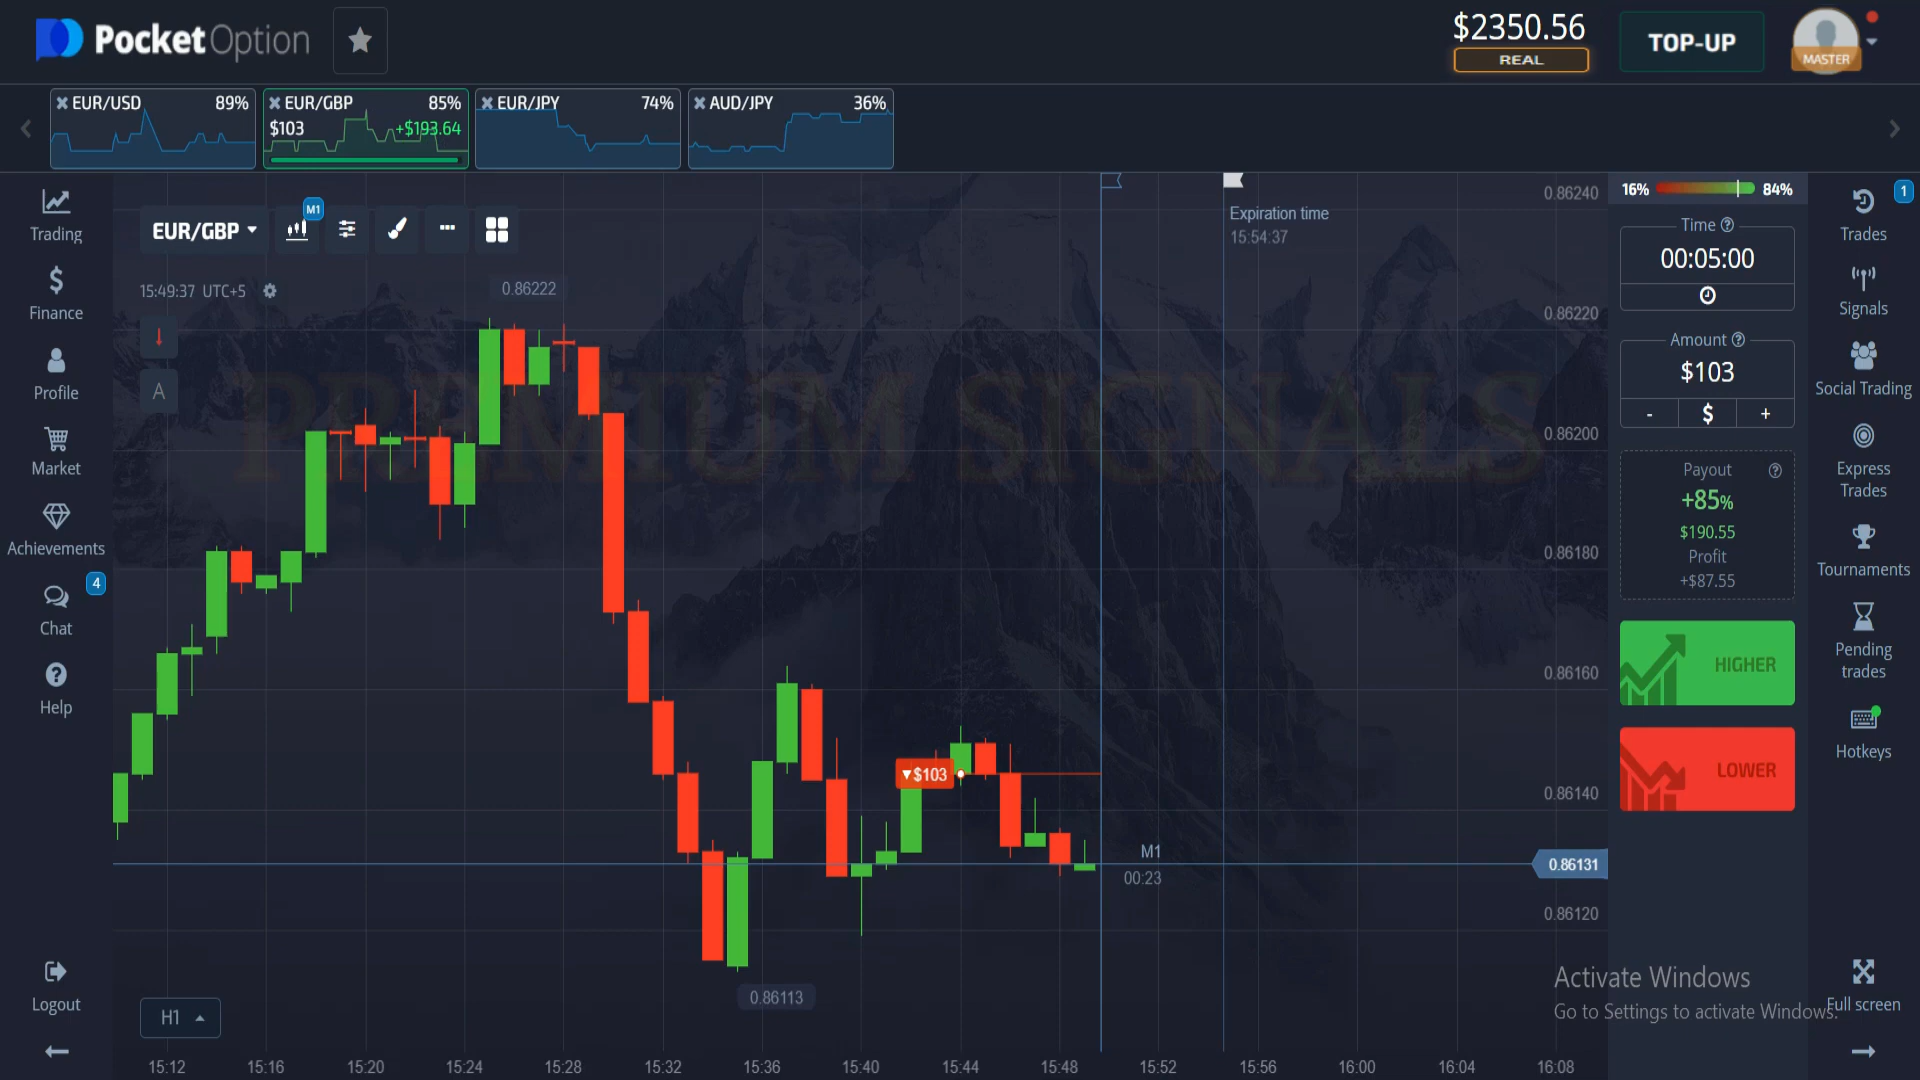 PocketOption
$2350.56
REAL
TOP-UP
MASTER
EUR/USD 89%
EUR/GBP 85%
$103 +$193.64
EUR/JPY 74%
AUD/JPY 36%
Trading
Finance
Profile
Market
Achievements
4
Chat
Help
Logout
EUR/GBP
M1
15:49:37 UTC+5
A
0.86222
PREMIUM SIGNALS
$103
0.86113
H1
Expiration time
15:54:37
M1
00:23
0.86240
0.86220
0.86200
0.86180
0.86160
0.86140
0.86131
0.86120
15:12 15:16 15:20 15:24 15:28 15:32 15:36 15:40 15:44 15:48 15:52 15:56 16:00 16:04 16:08
16% 84%
Time
00:05:00
Amount
$103
- $ +
Payout
+85%
$190.55
Profit
+$87.55
HIGHER
LOWER
1
Trades
Signals
Social Trading
Express
Trades
Tournaments
Pending
trades
Hotkeys
Full screen
Activate Windows
Go to Settings to activate Windows.